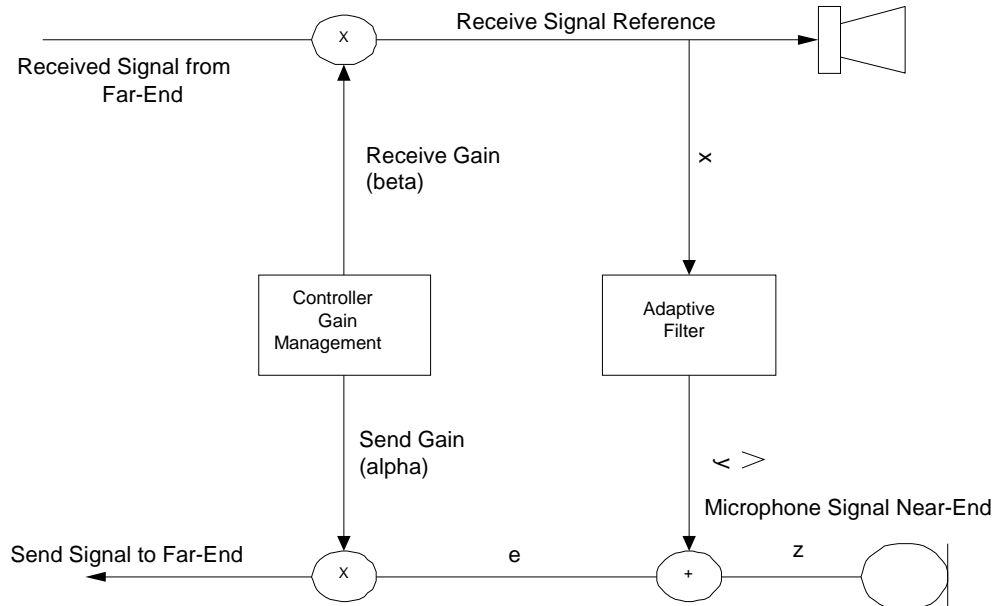 X
Receive Signal Reference
Received Signal from
Far-End
Receive Gain
(beta)
x
Controller
Gain
Management
Adaptive
Filter
Send Gain
(alpha)
y ^
Microphone Signal Near-End
Send Signal to Far-End
X
e
+
z